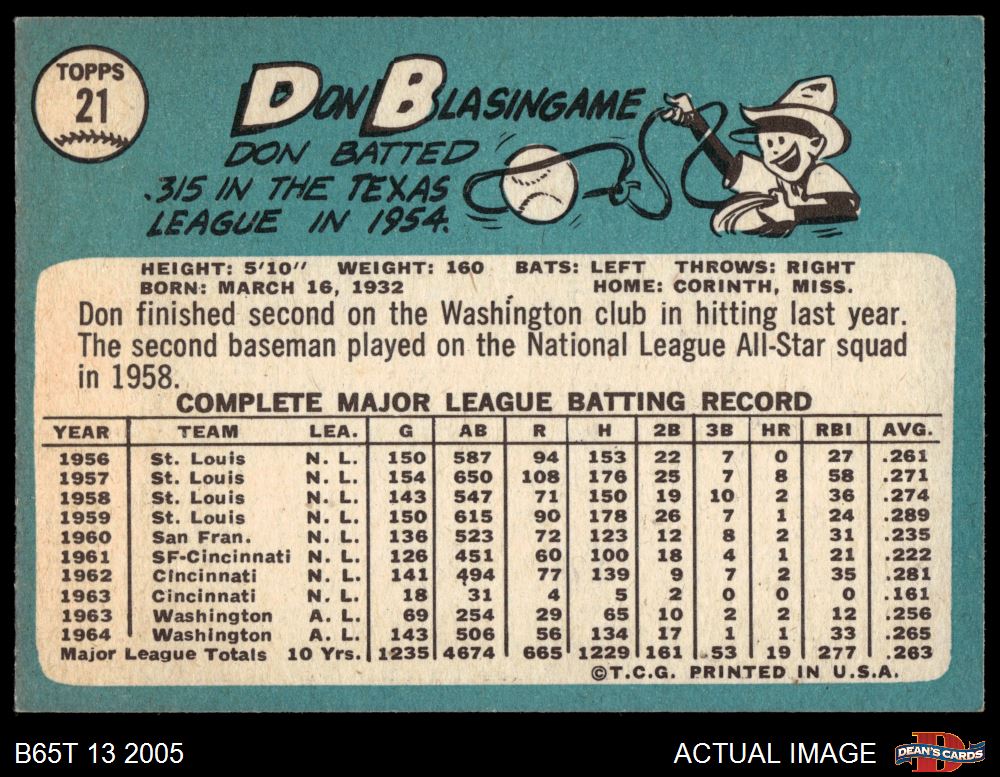 TOPPS
21
DON BLASINGAME
DON BATTED
.315 IN THE TEXAS
LEAGUE IN 1954.
HEIGHT: 5'10" WEIGHT: 160 BATS: LEFT THROWS: RIGHT
BORN: MARCH 16, 1932 HOME: CORINTH, MISS.
Don finished second on the Washington club in hitting last year.
The second baseman played on the National League All-Star squad
in 1958.
COMPLETE MAJOR LEAGUE BATTING RECORD
YEAR TEAM LEA. G AB R H 2B 3B HR RBI AVG.
1956 St. Louis N. L. 150 587 94 153 22 7 0 27 .261
1957 St. Louis N. L. 154 650 108 176 25 7 8 58 .271
1958 St. Louis N. L. 143 547 71 150 19 10 2 36 .274
1959 St. Louis N. L. 150 615 90 178 26 7 1 24 .289
1960 San Fran. N. L. 136 523 72 123 12 8 2 31 .235
1961 SF-Cincinnati N. L. 126 451 60 100 18 4 1 21 .222
1962 Cincinnati N. L. 141 494 77 139 9 7 2 35 .281
1963 Cincinnati N. L. 18 31 4 5 2 0 0 0 .161
1963 Washington A. L. 69 254 29 65 10 2 2 12 .256
1964 Washington A. L. 143 506 56 134 17 1 1 33 .265
Major League Totals 10 Yrs. 1235 4674 665 1229 161 53 19 277 .263
©T.C.G. PRINTED IN U.S.A.
B65T 13 2005 ACTUAL IMAGE D DEAN'S CARDS